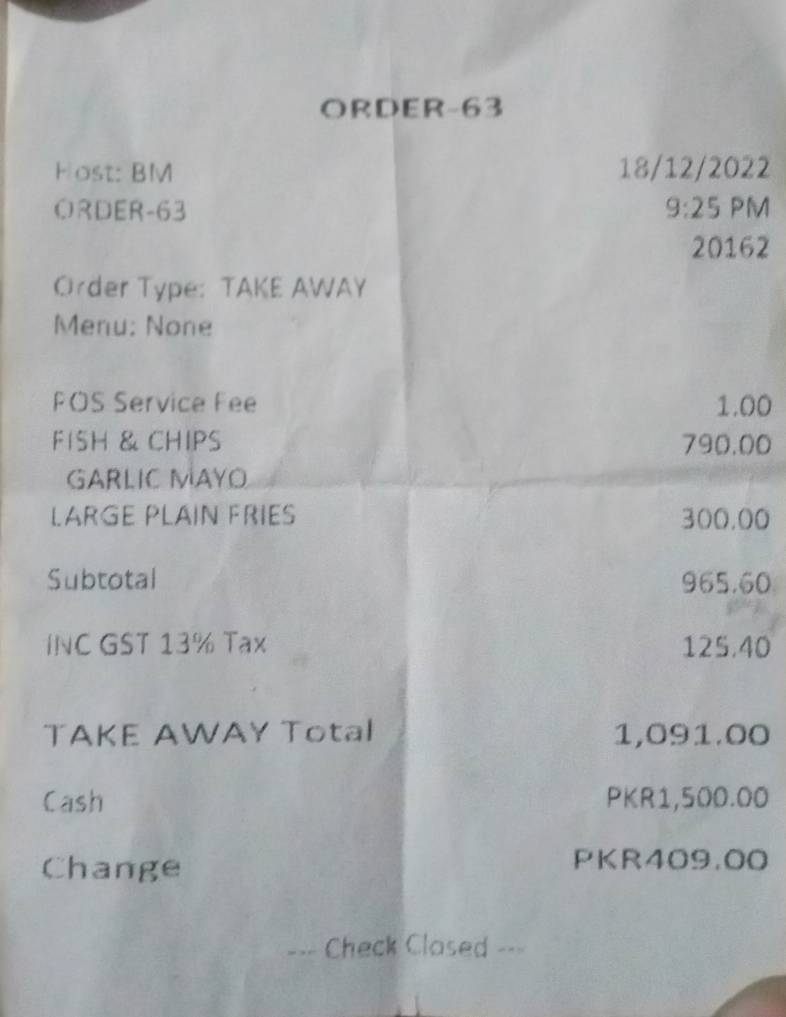 ORDER-63
Host: BM 18/12/2022
ORDER-63 9:25 PM
20162
Order Type: TAKE AWAY
Menu: None
POS Service Fee 1.00
FISH & CHIPS 790.00
GARLIC MAYO
LARGE PLAIN FRIES 300.00
Subtotal 965.60
INC GST 13% Tax 125.40
TAKE AWAY Total 1,091.00
Cash PKR1,500.00
Change PKR409.00
--- Check Closed ---